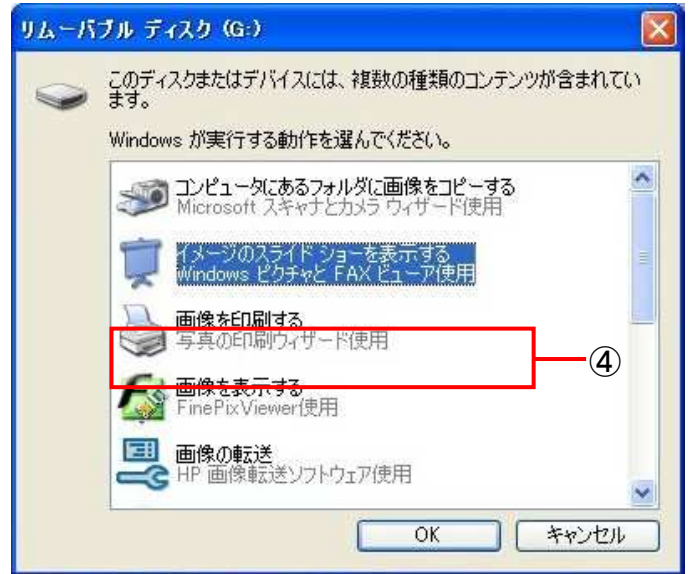 リムーバブル ディスク (G:)
このディスクまたはデバイスには、複数の種類のコンテンツが含まれてい
ます。
Windows が実行する動作を選んでください。
コンピュータにあるフォルダに画像をコピーする
Microsoft スキャナとカメラ ウィザード使用
イメージのスライド ショーを表示する
Windows ピクチャと FAX ビューア使用
画像を印刷する
写真の印刷ウィザード使用
④
画像を表示する
FinePixViewer使用
画像の転送
HP 画像転送ソフトウェア使用
OK
キャンセル